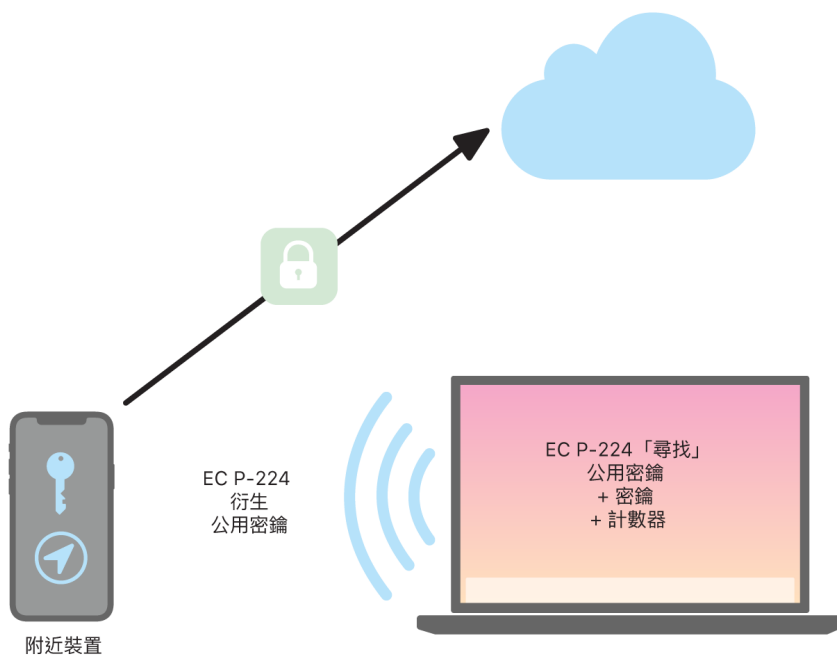 EC P-224
衍生
公用密鑰
EC P-224「尋找」
公用密鑰
+ 密鑰
+ 計數器
附近裝置